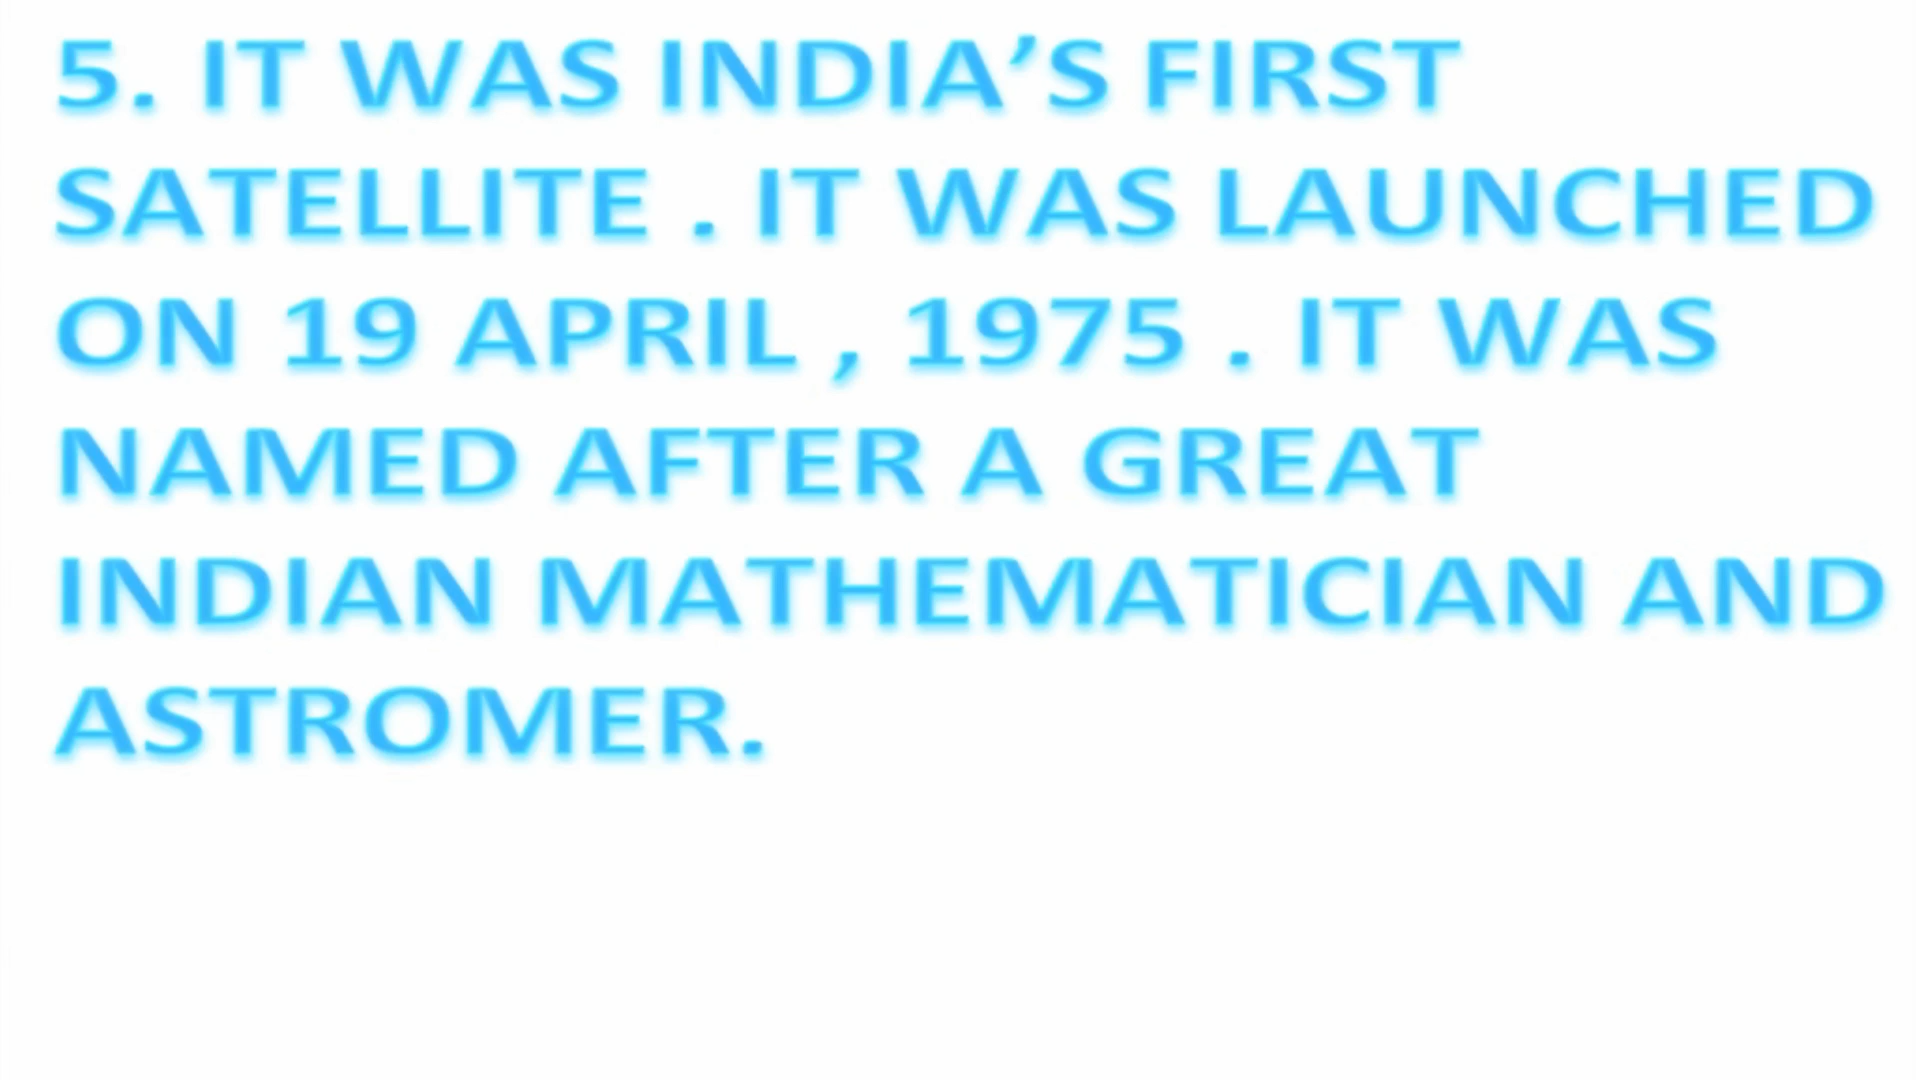 5. IT WAS INDIA’S FIRST
SATELLITE . IT WAS LAUNCHED
ON 19 APRIL , 1975 . IT WAS
NAMED AFTER A GREAT
INDIAN MATHEMATICIAN AND
ASTROMER.